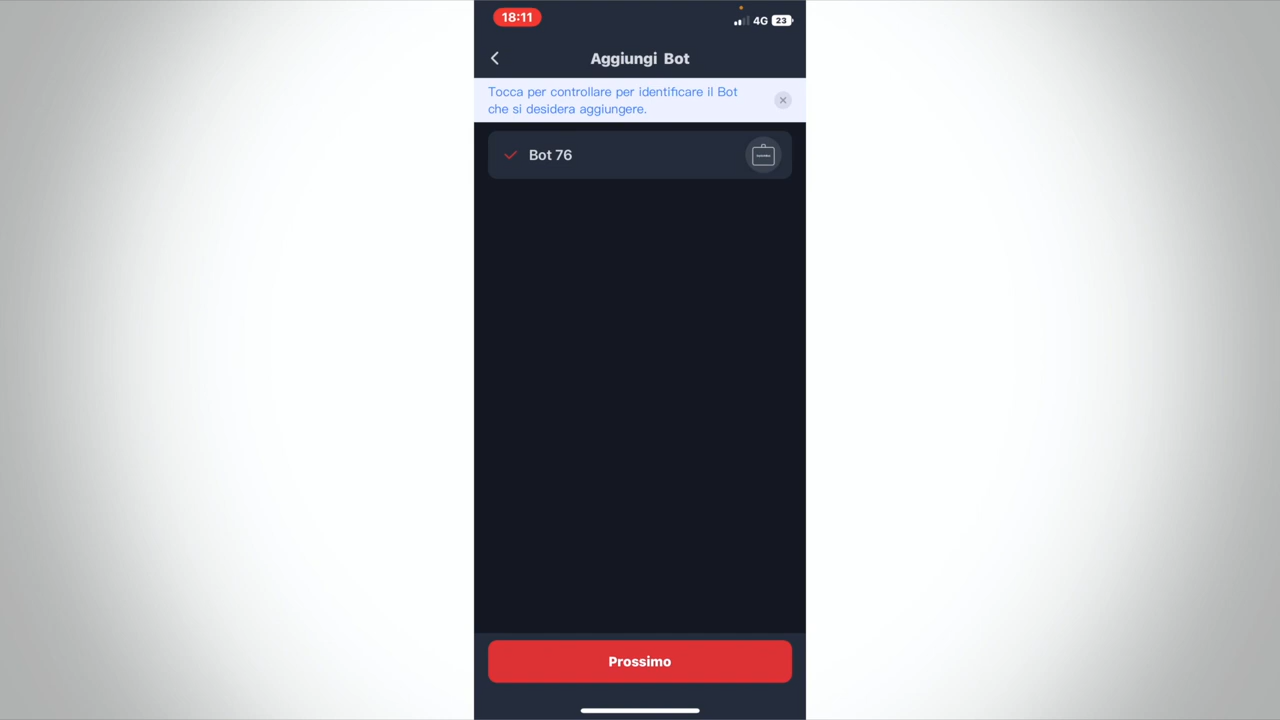 18:11
4G 23
Aggiungi Bot
Tocca per controllare per identificare il Bot
che si desidera aggiungere.
Bot 76
Prossimo